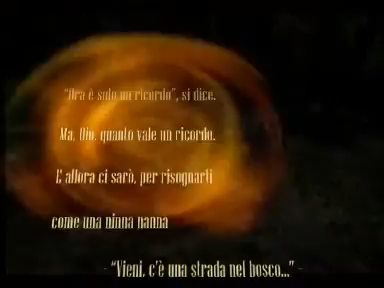 "Ora è solo un ricordo", si dice.
Ma, Dio, quanto vale un ricordo.
E allora ci sarò, per risognarti
come una ninna nanna
- "Vieni, c'è una strada nel bosco..." -